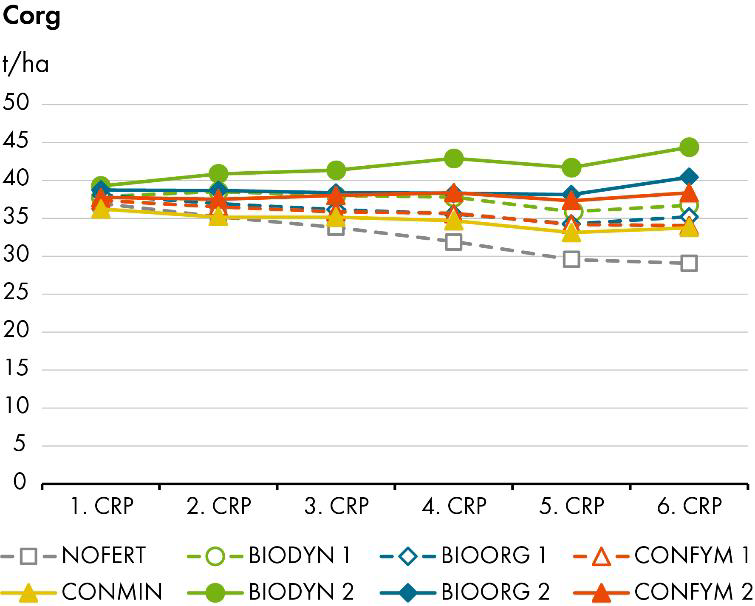 Corg
t/ha
50
45
40
35
30
25
20
15
10
5
0
1. CRP 2. CRP 3. CRP 4. CRP 5. CRP 6. CRP
NOFERT BIODYN 1 BIOORG 1 CONFYM 1
CONMIN BIODYN 2 BIOORG 2 CONFYM 2